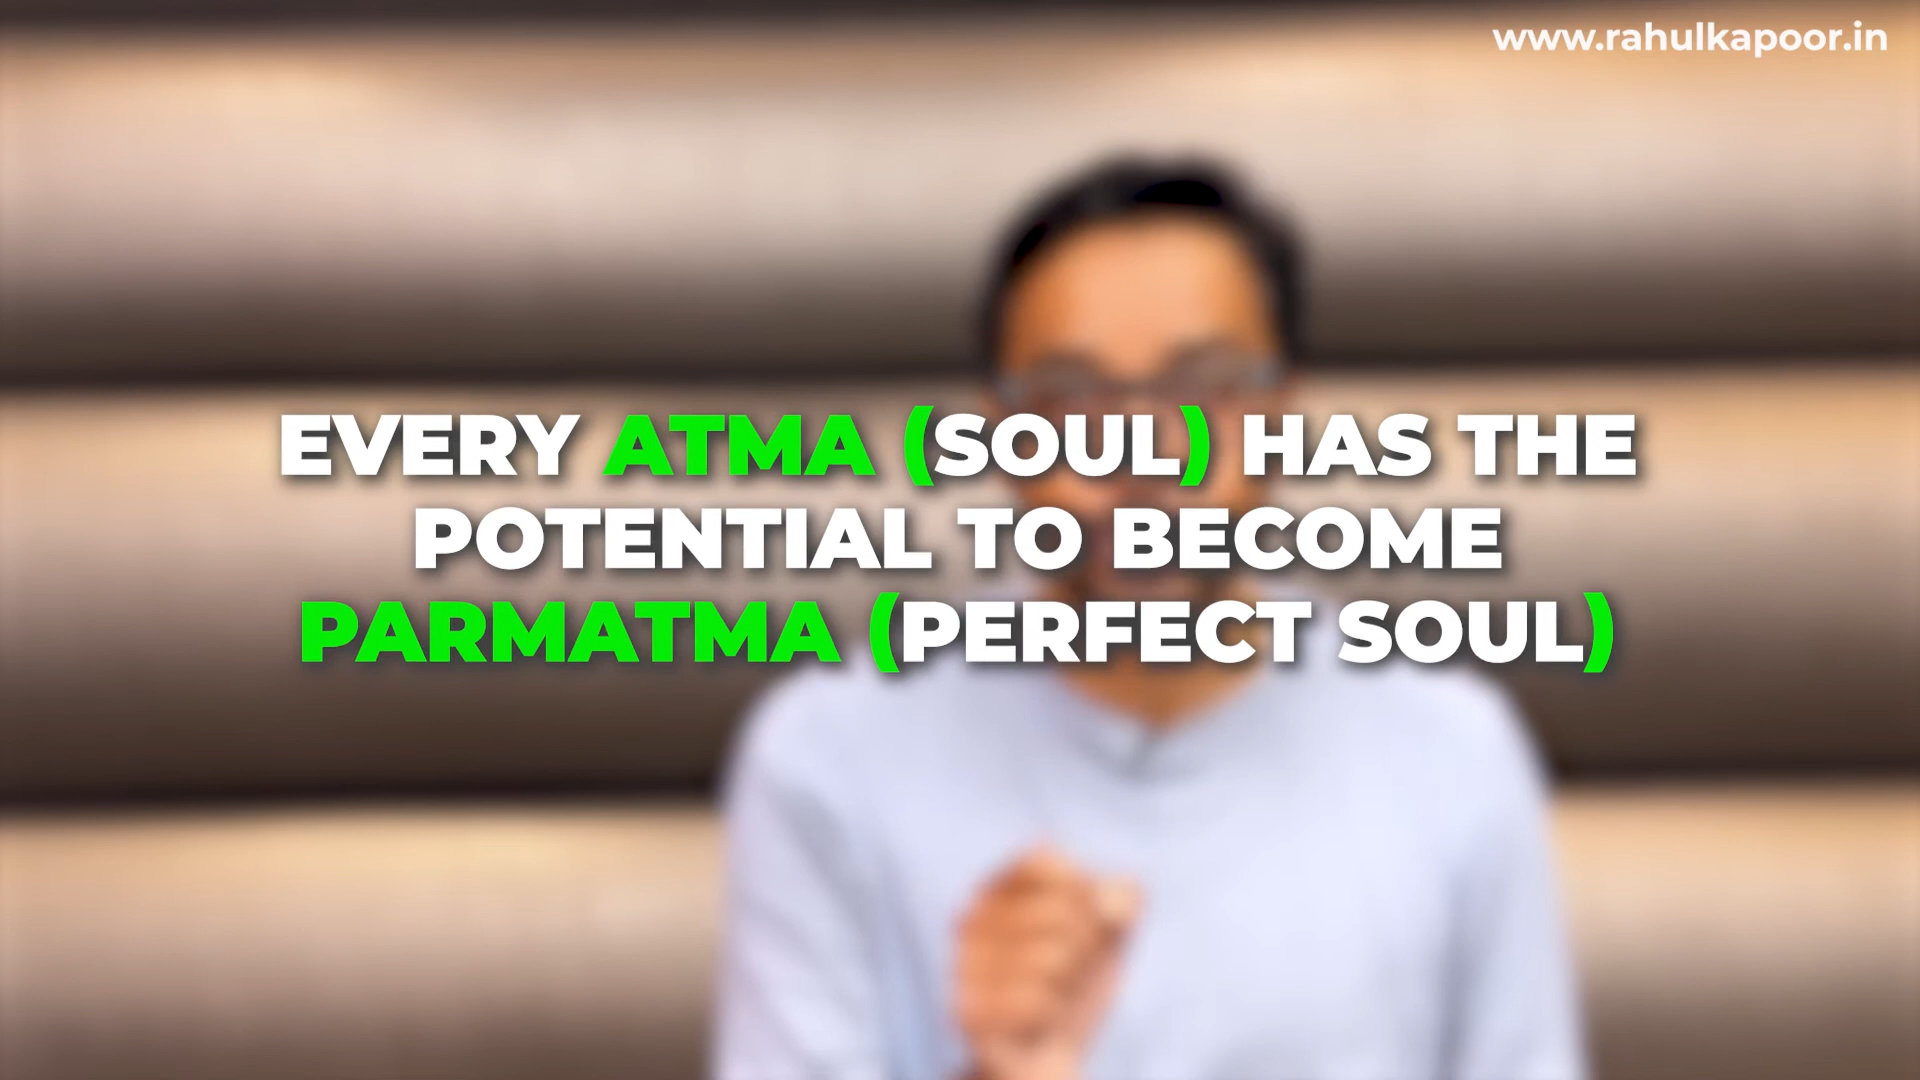 www.rahulkapoor.in
EVERY ATMA (SOUL) HAS THE
POTENTIAL TO BECOME
PARMATMA (PERFECT SOUL)